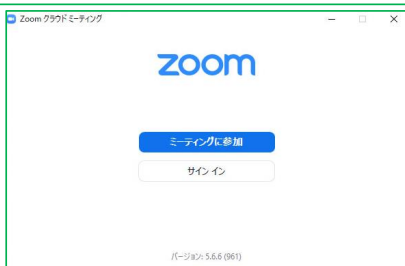 Zoom クラウド ミーティング
zoom
ミーティングに参加
サイン イン
バージョン: 5.6.6 (961)